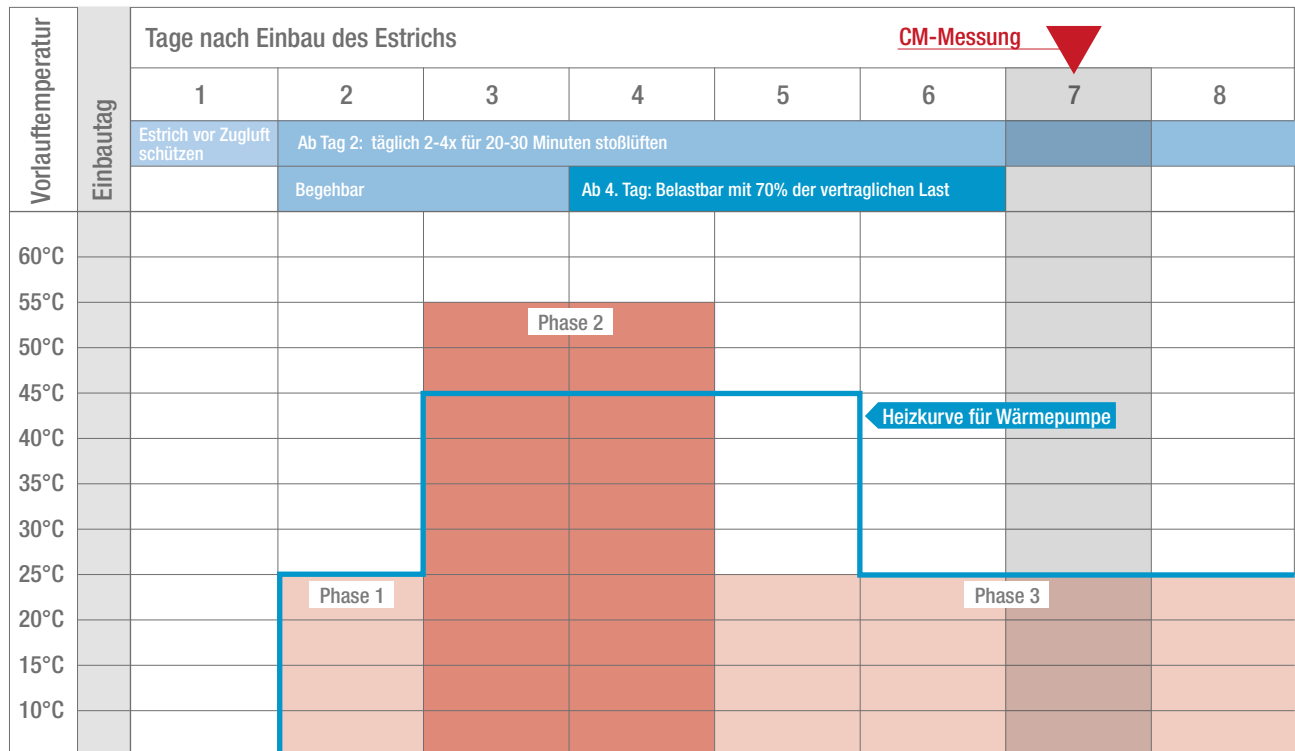 Vorlauftemperatur
Einbautag
Tage nach Einbau des Estrichs
CM-Messung
1 2 3 4 5 6 7 8
Estrich vor Zugluft
schützen
Ab Tag 2: täglich 2-4x für 20-30 Minuten stoßlüften
Begehbar
Ab 4. Tag: Belastbar mit 70% der vertraglichen Last
60°C
55°C
Phase 2
50°C
45°C
Heizkurve für Wärmepumpe
40°C
35°C
30°C
25°C
Phase 1
Phase 3
20°C
15°C
10°C